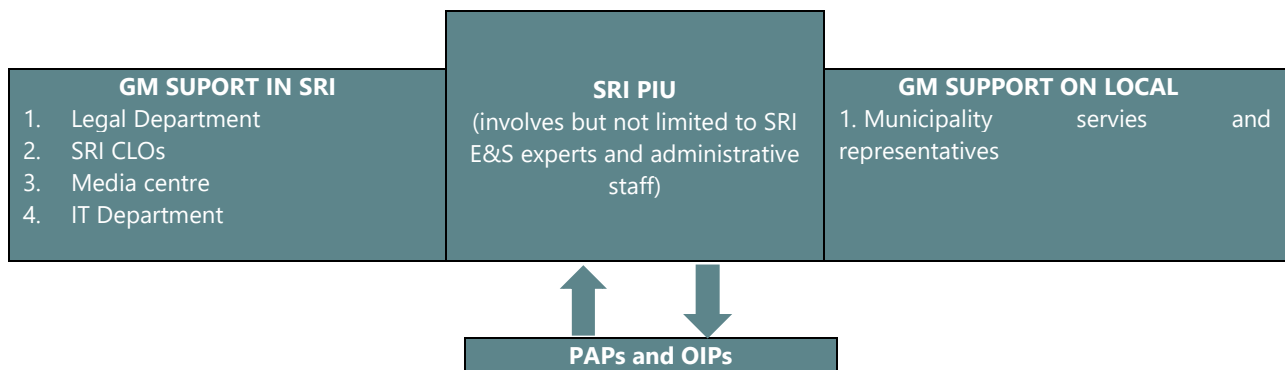 GM SUPORT IN SRI
1. Legal Department
2. SRI CLOs
3. Media centre
4. IT Department
SRI PIU
(involves but not limited to SRI
E&S experts and administrative
staff)
GM SUPPORT ON LOCAL
1. Municipality servies and
representatives
PAPs and OIPs